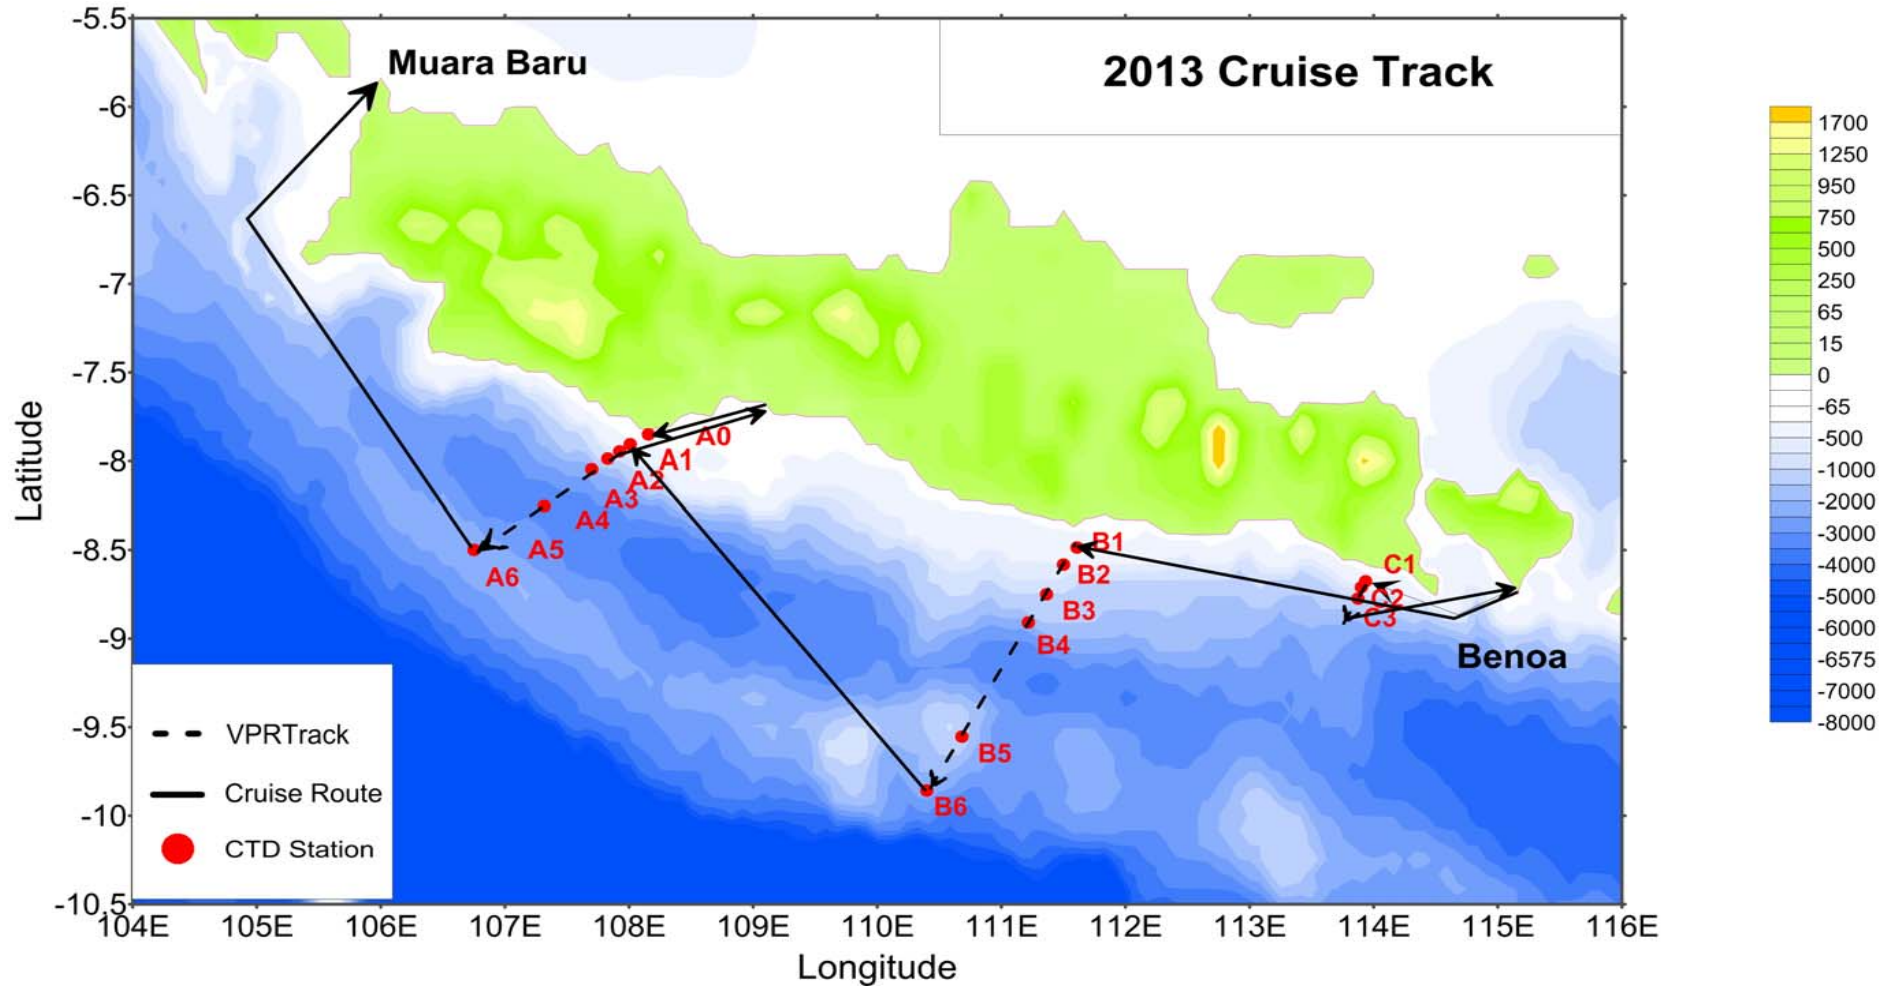 2013 Cruise Track
Muara Baru
Benoa
A0
A1
A2
A3
A4
A5
A6
B1
B2
B3
B4
B5
B6
C1
C2
C3
VPRTrack
Cruise Route
CTD Station
Latitude
-5.5
-6
-6.5
-7
-7.5
-8
-8.5
-9
-9.5
-10
-10.5
104E 105E 106E 107E 108E 109E 110E 111E 112E 113E 114E 115E 116E
Longitude
1700
1250
950
750
500
250
65
15
0
-65
-500
-1000
-2000
-3000
-4000
-5000
-6000
-6575
-7000
-8000